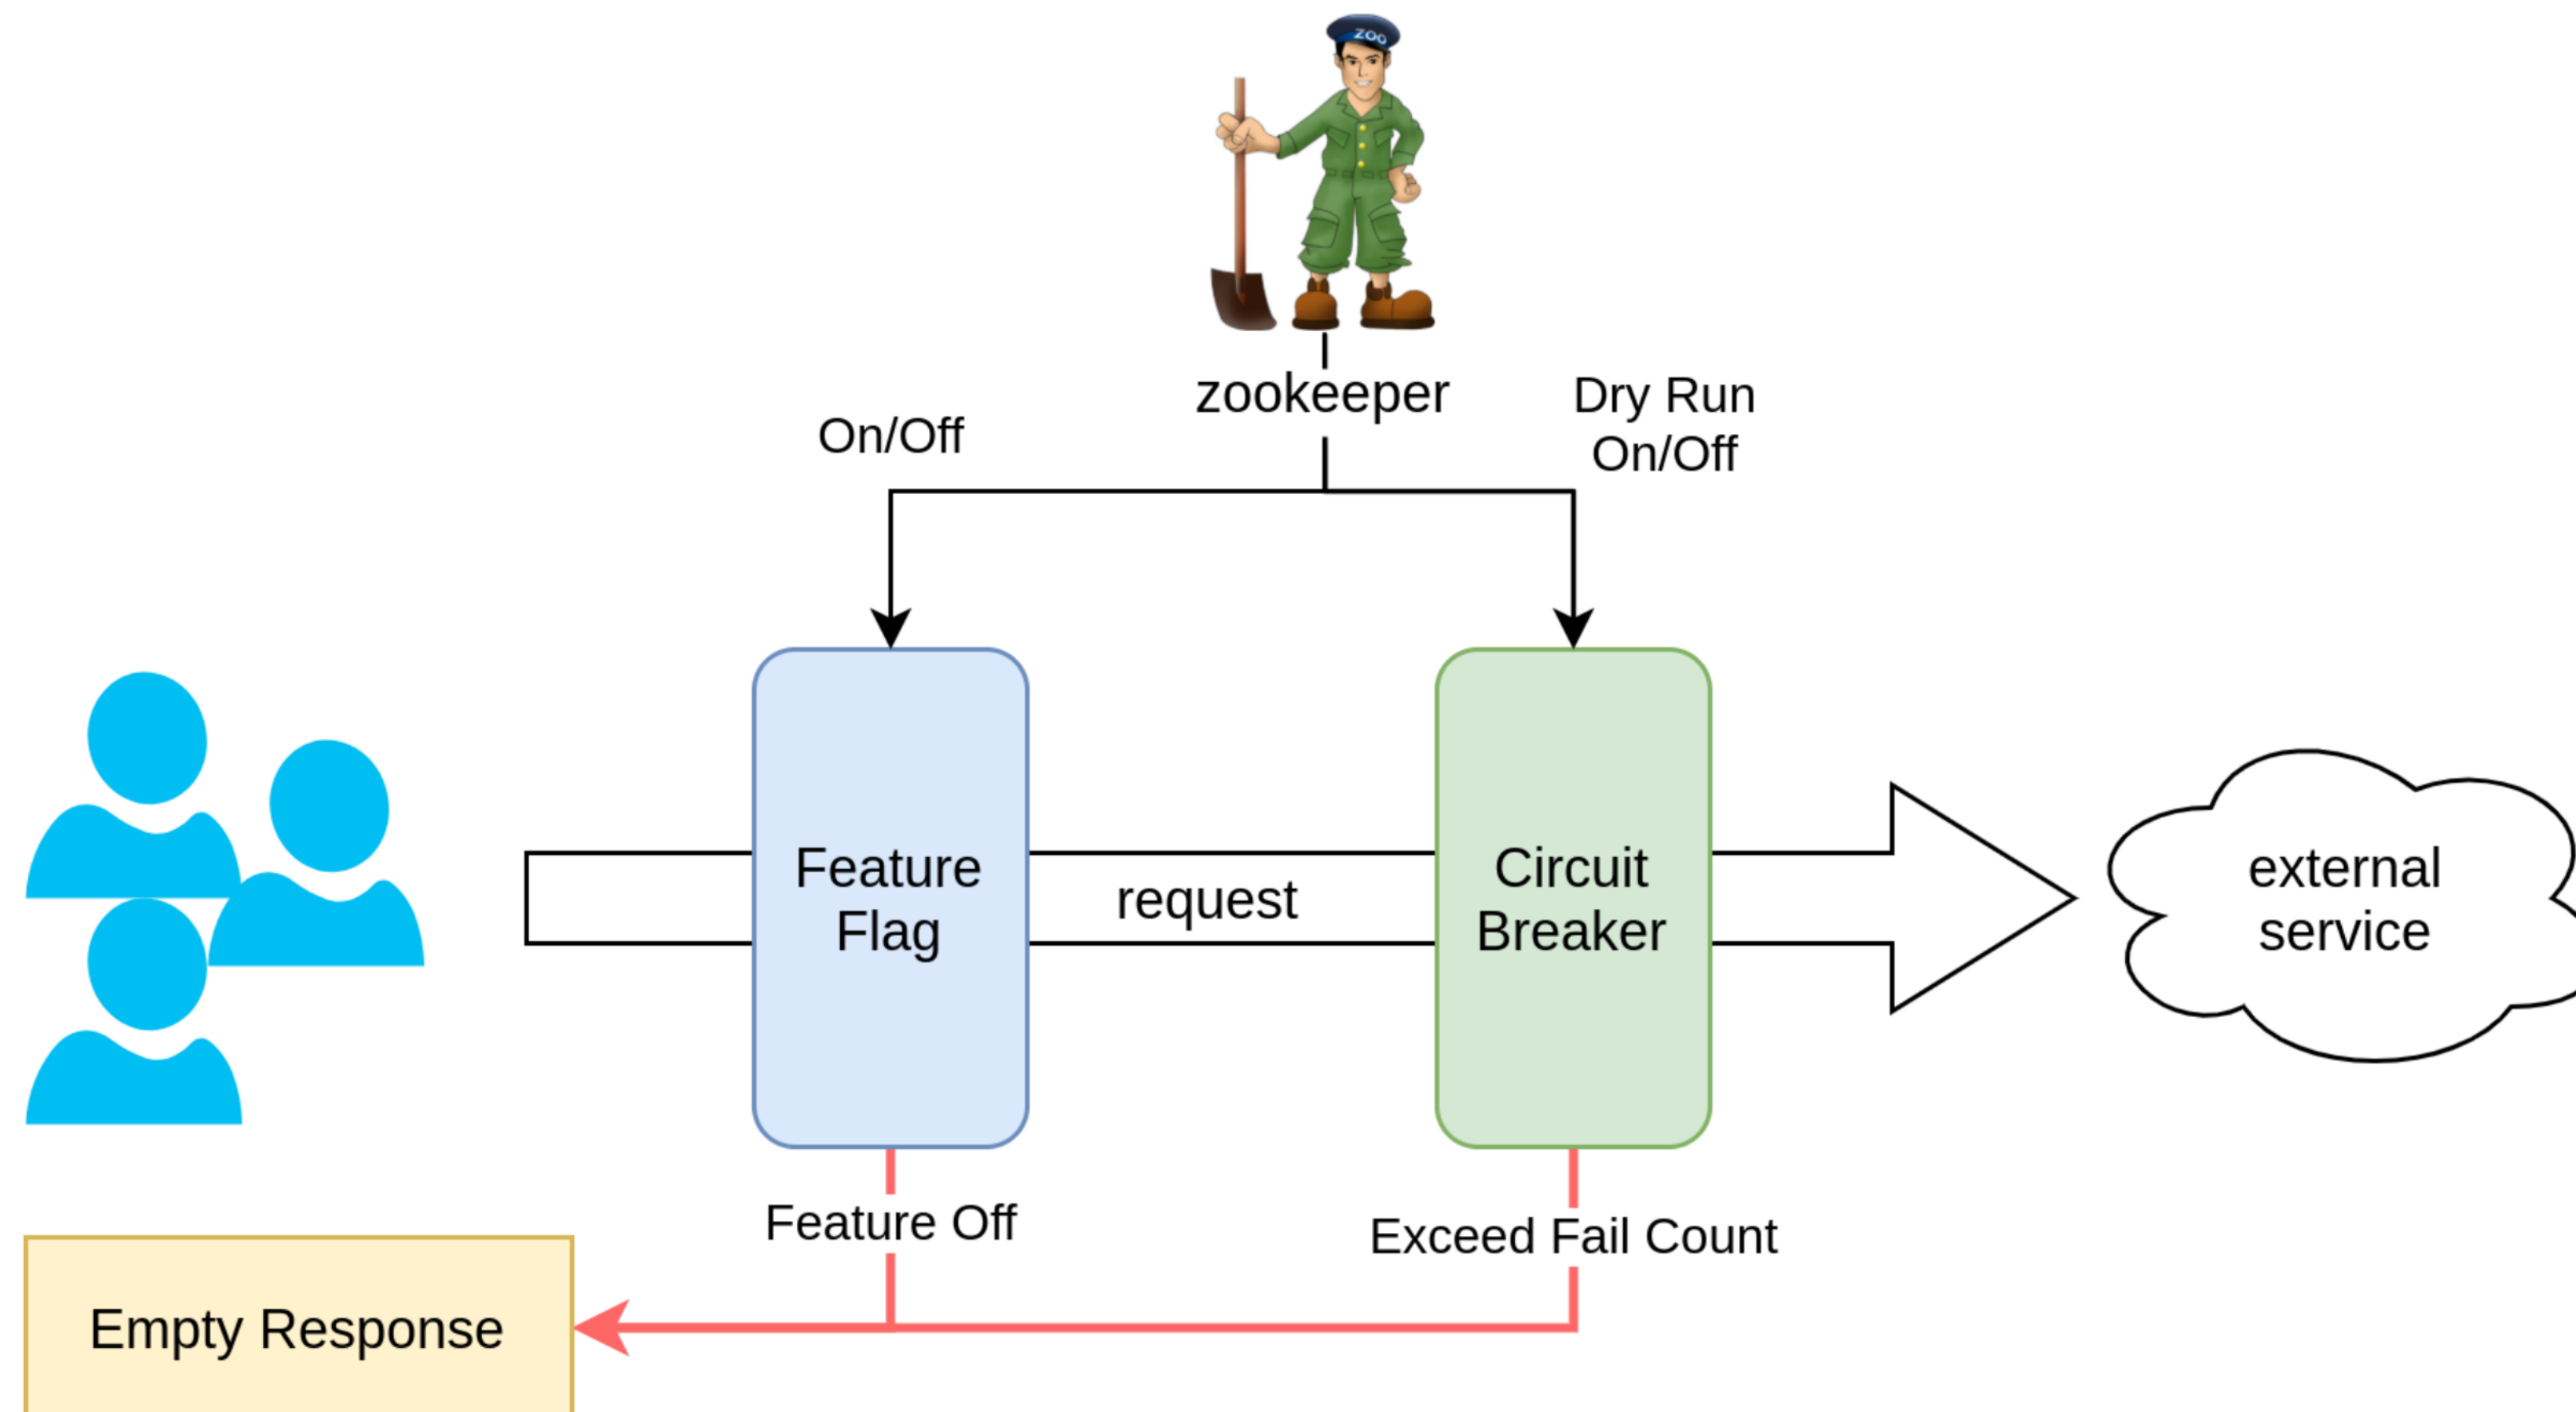 ZOO
zookeeper
On/Off
Dry Run
On/Off
Feature
Flag
request
Circuit
Breaker
external
service
Feature Off
Exceed Fail Count
Empty Response